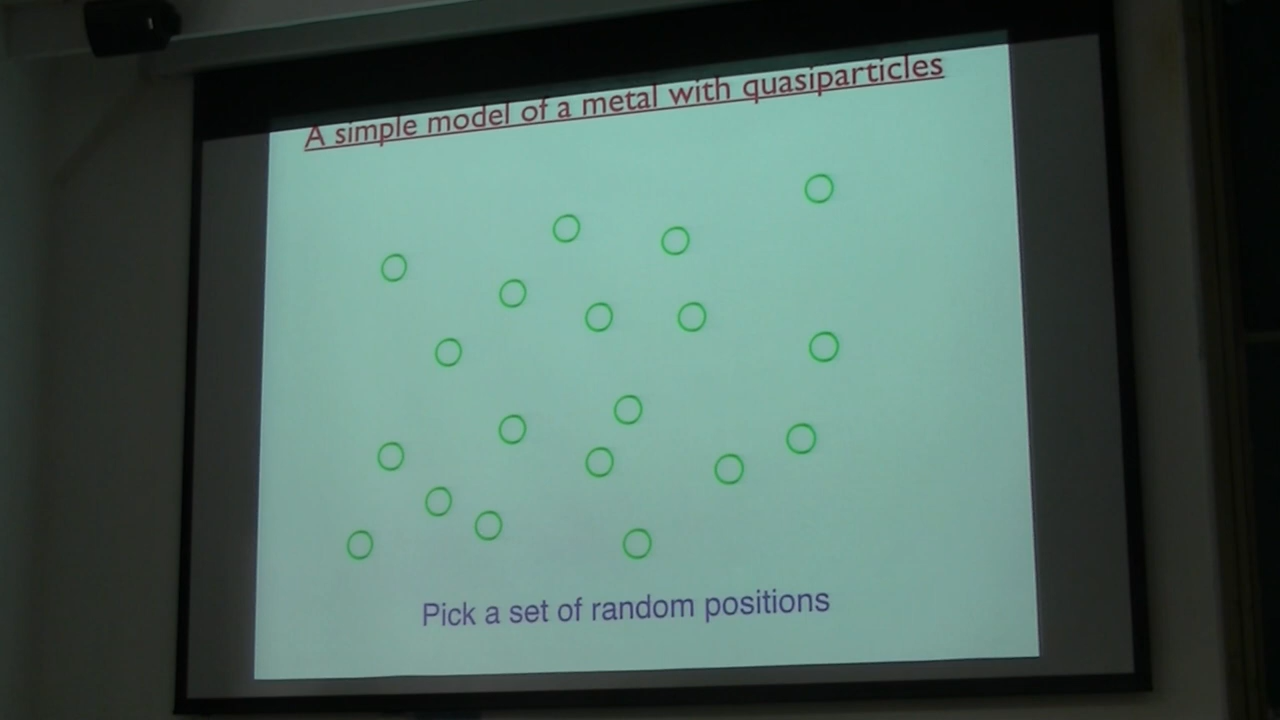 A simple model of a metal with quasiparticles
Pick a set of random positions